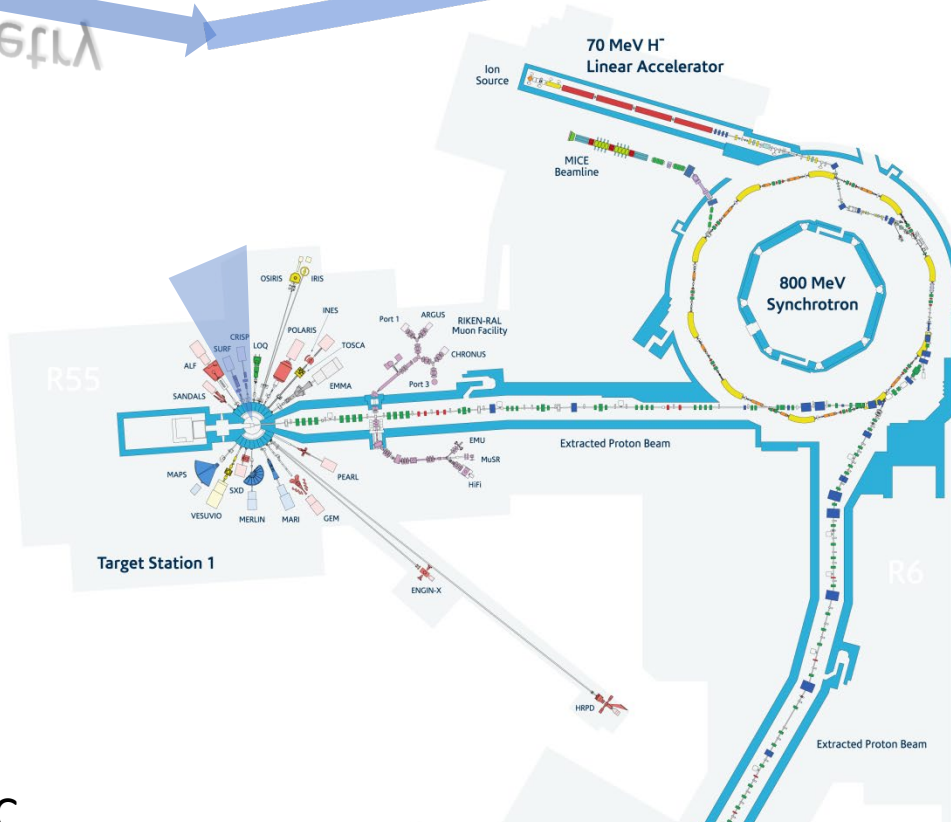 etry
70 MeV H⁻
Linear Accelerator
Ion
Source
MICE
Beamline
800 MeV
Synchrotron
OSIRIS
IRIS
INES
POLARIS
TOSCA
CRISP
SURF
LOQ
ALF
EMMA
SANDALS
Port 1
ARGUS
RIKEN-RAL
Muon Facility
CHRONUS
Port 3
R55
Extracted Proton Beam
EMU
MuSR
HiFi
PEARL
MAPS
SXD
VESUVIO
MERLIN
MARI
GEM
Target Station 1
ENGIN-X
R6
HRPD
Extracted Proton Beam